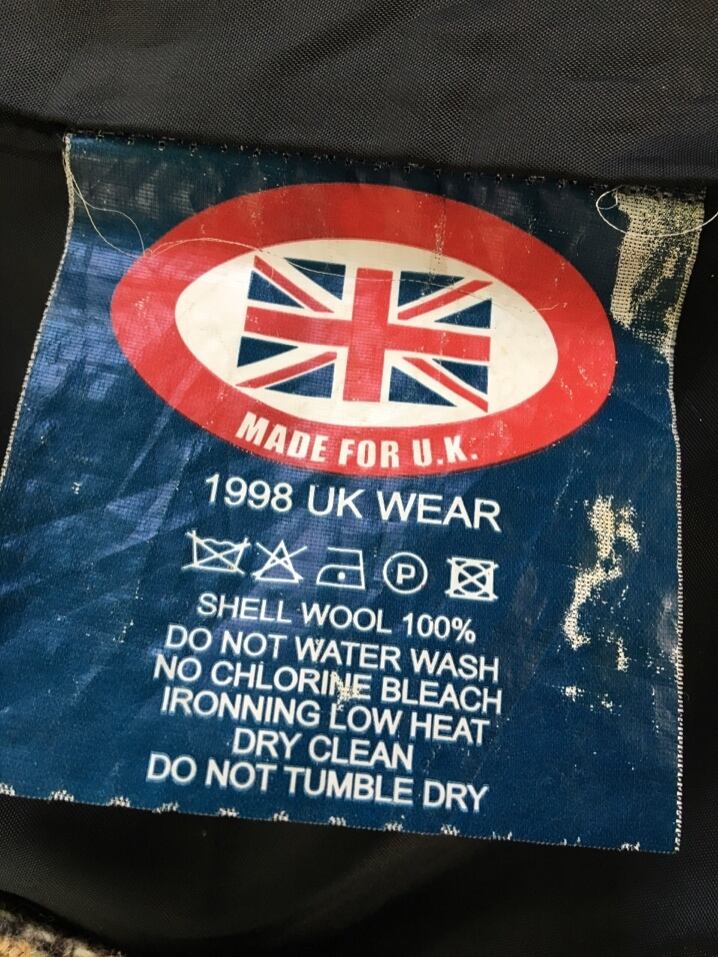 MADE FOR U.K.
1998 UK WEAR
P
SHELL WOOL 100%
DO NOT WATER WASH
NO CHLORINE BLEACH
IRONNING LOW HEAT
DRY CLEAN
DO NOT TUMBLE DRY